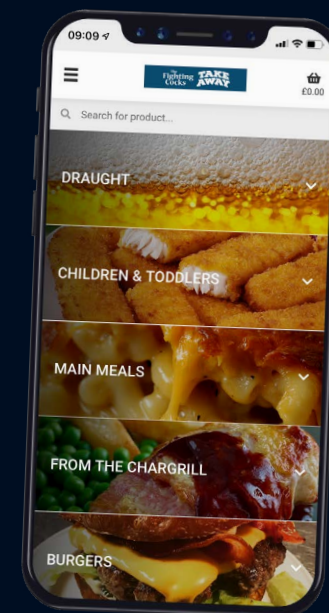 09:09
The
Fighting
Cocks
TAKE
AWAY
£0.00
Search for product...
DRAUGHT
CHILDREN & TODDLERS
MAIN MEALS
FROM THE CHARGRILL
BURGERS